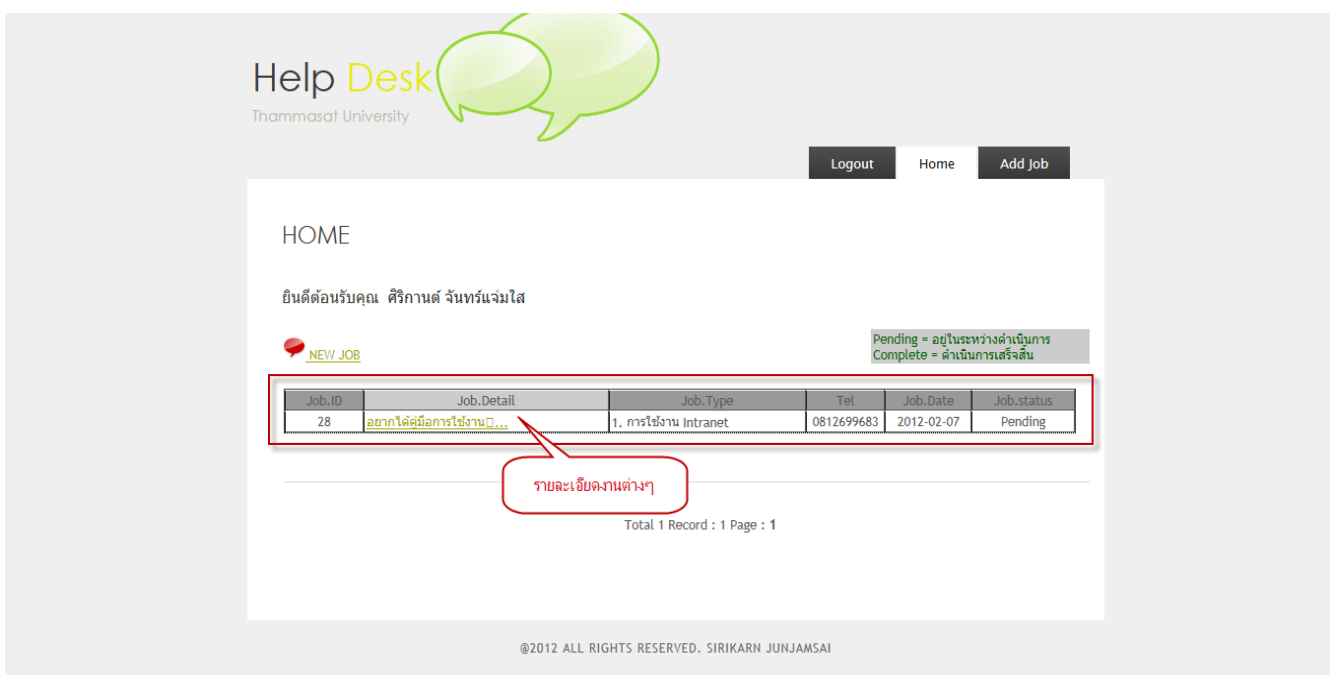 Help Desk
Thammasat University
Logout Home Add Job
HOME
ยินดีต้อนรับคุณ ศิริกานต์ จันทร์แจ่มใส
NEW JOB
Pending = อยู่ในระหว่างดำเนินการ
Complete = ดำเนินการเสร็จสิ้น
Job.ID Job.Detail Job.Type Tel Job.Date Job.status
28 อยากได้คู่มือการใช้งาน□... 1. การใช้งาน Intranet 0812699683 2012-02-07 Pending
รายละเอียดงานต่างๆ
Total 1 Record : 1 Page : 1
@2012 ALL RIGHTS RESERVED. SIRIKARN JUNJAMSAI